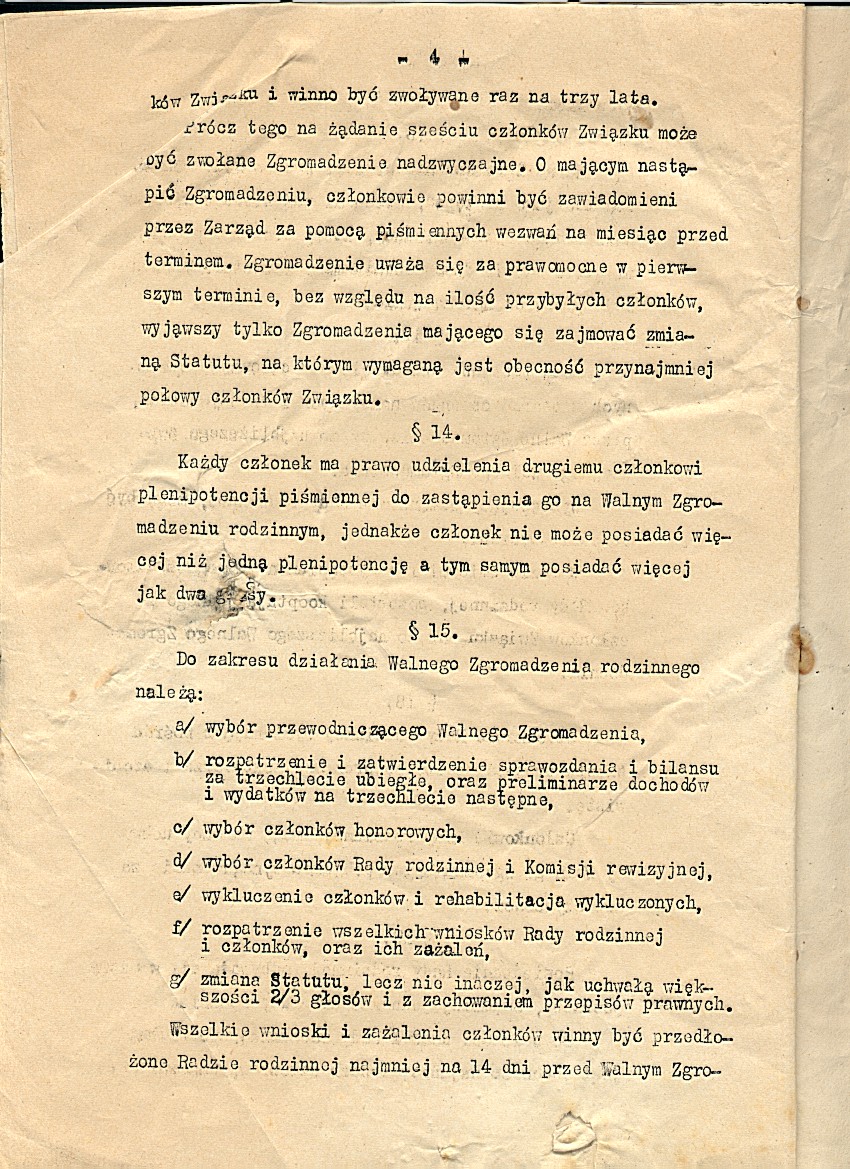 - 4 -
ków Związku i winno być zwoływane raz na trzy lata.
Prócz tego na żądanie sześciu członków Związku może
być zwołane Zgromadzenie nadzwyczajne. O mającym nastą-
pić Zgromadzeniu, członkowie powinni być zawiadomieni
przez Zarząd za pomocą piśmiennych wezwań na miesiąc przed
terminem. Zgromadzenie uważa się za prawomocne w pierw-
szym terminie, bez względu na ilość przybyłych członków,
wyjąwszy tylko Zgromadzenia mającego się zajmować zmia-
ną Statutu, na którym wymaganą jest obecność przynajmniej
połowy członków Związku.
§ 14.
Każdy członek ma prawo udzielenia drugiemu członkowi
plenipotencji piśmiennej do zastąpienia go na Walnym Zgro-
madzeniu rodzinnym, jednakże członek nie może posiadać wię-
cej niż jedną plenipotencję a tym samym posiadać więcej
jak dwa głosy.
§ 15.
Do zakresu działania Walnego Zgromadzenia rodzinnego
należą:
a/ wybór przewodniczącego Walnego Zgromadzenia,
b/ rozpatrzenie i zatwierdzenie sprawozdania i bilansu
za trzechlecie ubiegłe, oraz preliminarze dochodów
i wydatków na trzechlecie następne,
c/ wybór członków honorowych,
d/ wybór członków Rady rodzinnej i Komisji rewizyjnej,
e/ wykluczenie członków i rehabilitacja wykluczonych,
f/ rozpatrzenie wszelkich wniosków Rady rodzinnej
i członków, oraz ich zażaleń,
g/ zmiana Statutu, lecz nie inaczej, jak uchwałą więk-
szości 2/3 głosów i z zachowaniem przepisów prawnych.
Wszelkie wnioski i zażalenia członków winny być przedło-
żone Radzie rodzinnej najmniej na 14 dni przed Walnym Zgro-